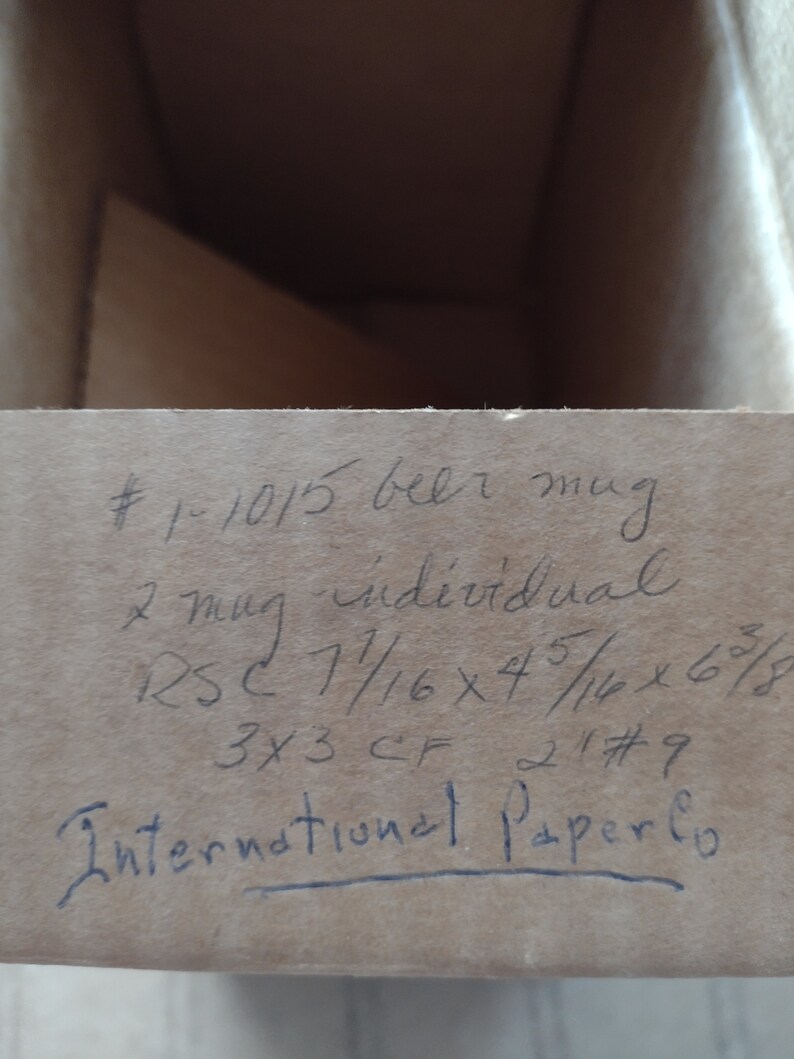 # 1-1015 beer mug
2 mug individual
RSC 7 1/16 x 4 5/16 x 6 3/8
3x3 CF 2" #9
International Paper Co